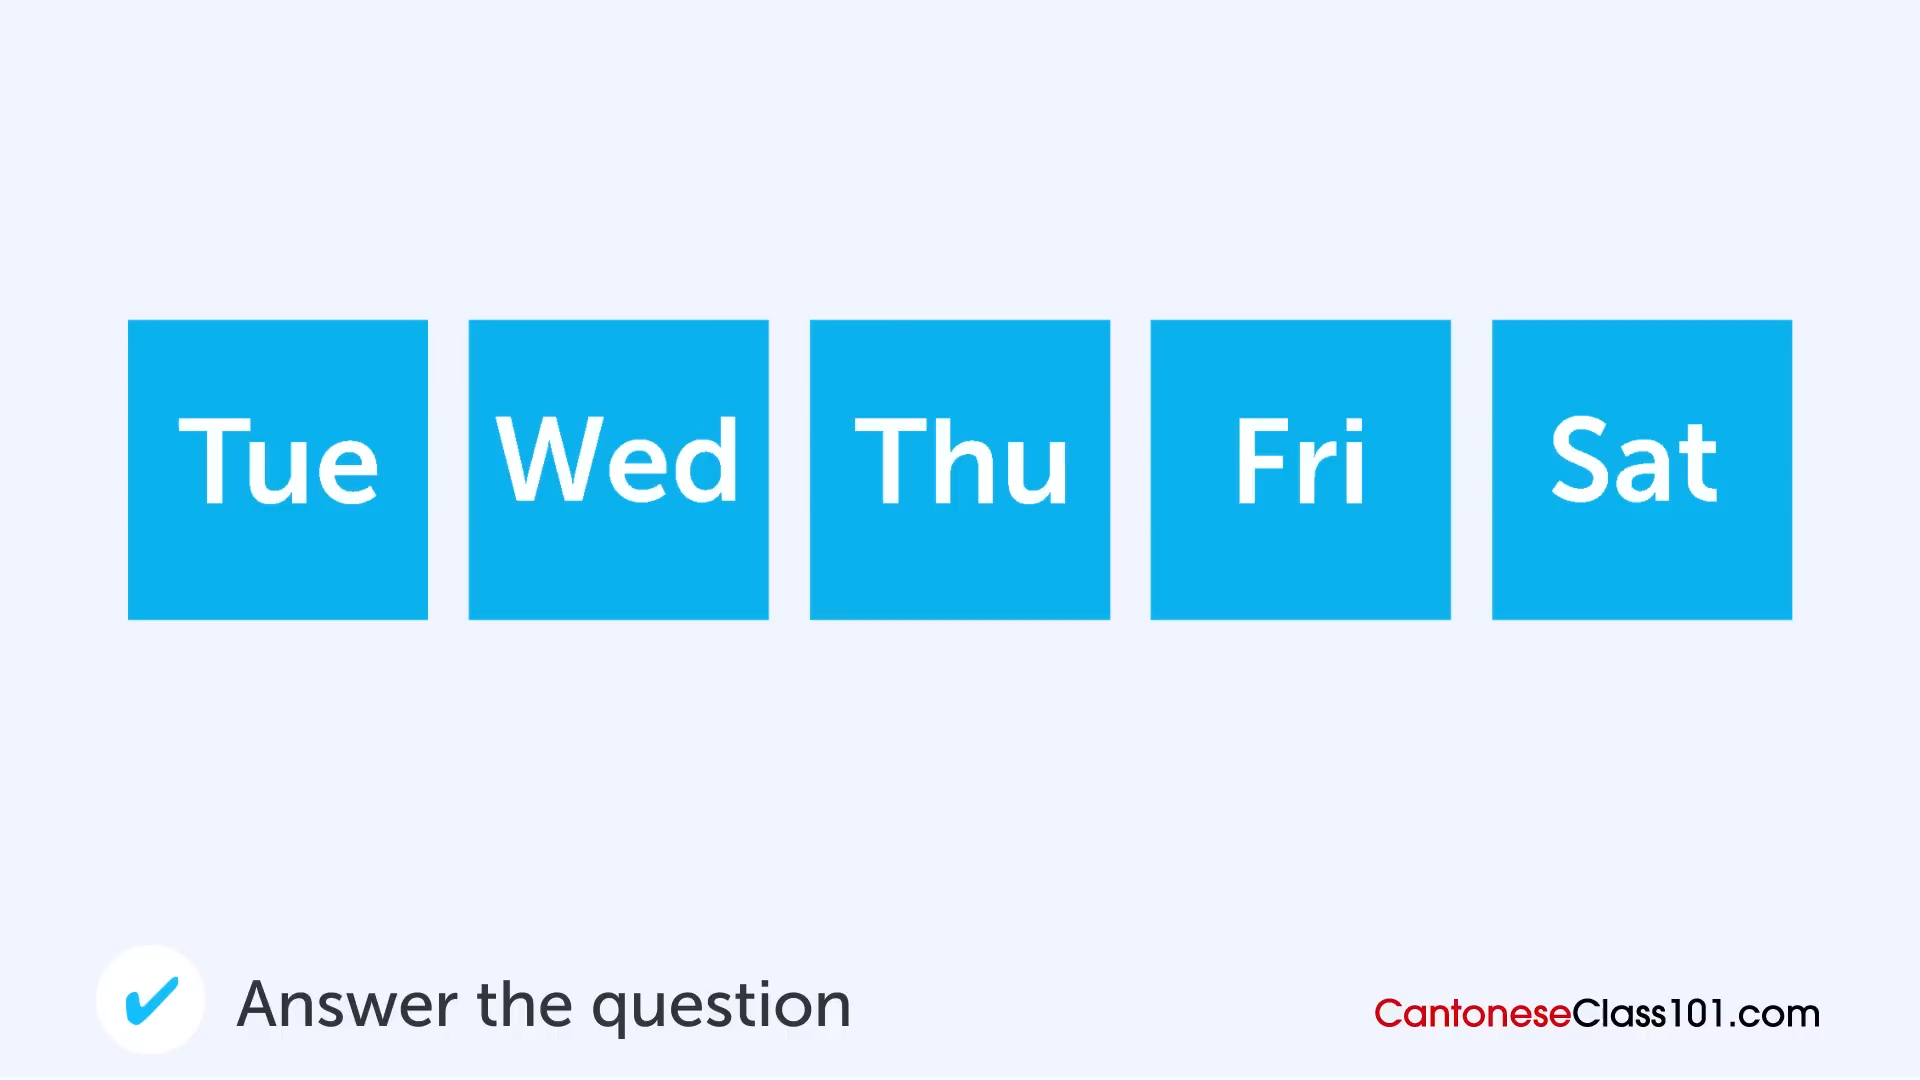 Tue Wed Thu Fri Sat
✔ Answer the question
CantoneseClass101.com